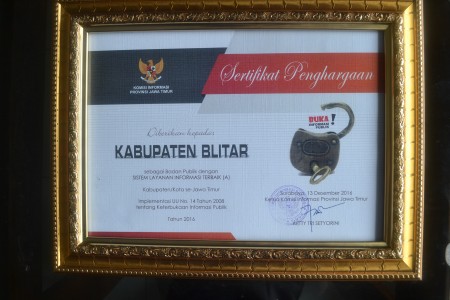 KOMISI INFORMASI
PROVINSI JAWA TIMUR
Sertifikat Penghargaan
Diberikan kepada
KABUPATEN BLITAR
sebagai Badan Publik dengan
SISTEM LAYANAN INFORMASI TERBAIK (A)
Kabupaten/Kota se Jawa Timur
Implementasi UU No. 14 Tahun 2008
tentang Keterbukaan Informasi Publik
Tahun 2016
BUKA!
INFORMASI
PUBLIK
Surabaya, 13 Desember 2016
Ketua Komisi Informasi Provinsi Jawa Timur
KETTY TRI SETYORINI